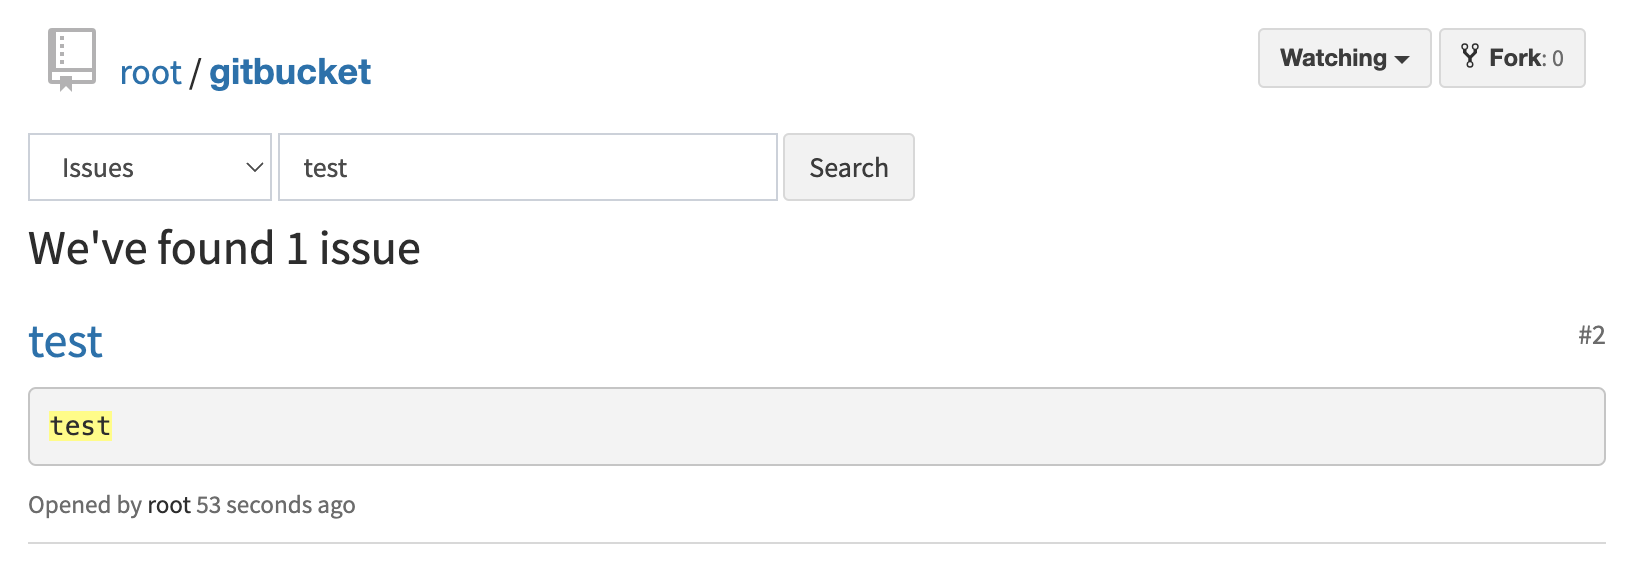 root / gitbucket
Watching
Fork: 0
Issues
test
Search
We've found 1 issue
test
#2
test
Opened by root 53 seconds ago